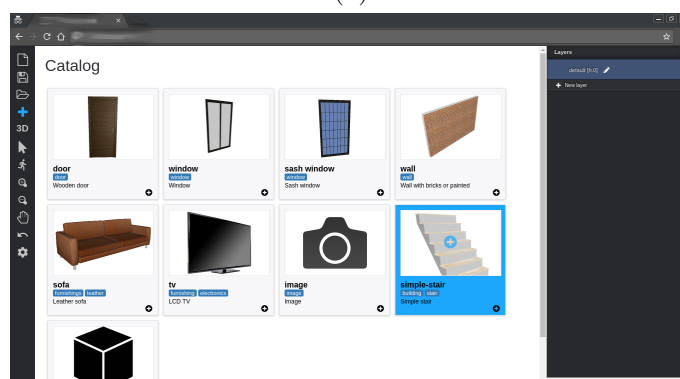 Catalog
Layers
default [h:0]
New layer
3D
door
door
Wooden door
window
window
Window
sash window
window
Sash window
wall
wall
Wall with bricks or painted
sofa
furnishings leather
Leather sofa
tv
furnishing electronics
LCD TV
image
image
Image
simple-stair
building stair
Simple stair